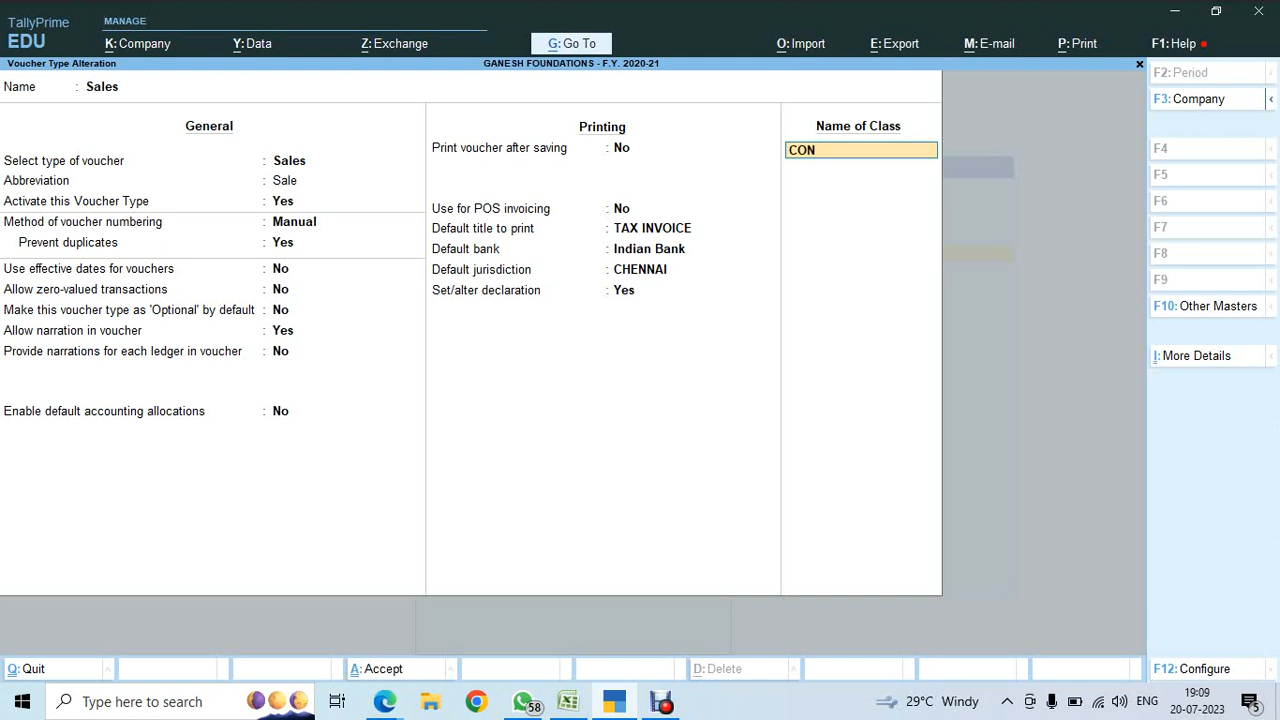 TallyPrime
EDU
MANAGE
K: Company
Y: Data
Z: Exchange
G: Go To
O: Import
E: Export
M: E-mail
P: Print
F1: Help
Voucher Type Alteration
GANESH FOUNDATIONS - F.Y. 2020-21
Name : Sales
General
Select type of voucher : Sales
Abbreviation : Sale
Activate this Voucher Type : Yes
Method of voucher numbering : Manual
Prevent duplicates : Yes
Use effective dates for vouchers : No
Allow zero-valued transactions : No
Make this voucher type as 'Optional' by default : No
Allow narration in voucher : Yes
Provide narrations for each ledger in voucher : No
Enable default accounting allocations : No
Printing
Print voucher after saving : No
Use for POS invoicing : No
Default title to print : TAX INVOICE
Default bank : Indian Bank
Default jurisdiction : CHENNAI
Set/alter declaration : Yes
Name of Class
CON
F2: Period
F3: Company
F4
F5
F6
F7
F8
F9
F10: Other Masters
I: More Details
F12: Configure
Q: Quit
A: Accept
D: Delete
Type here to search
58
29°C Windy
ENG
19:09
20-07-2023
5